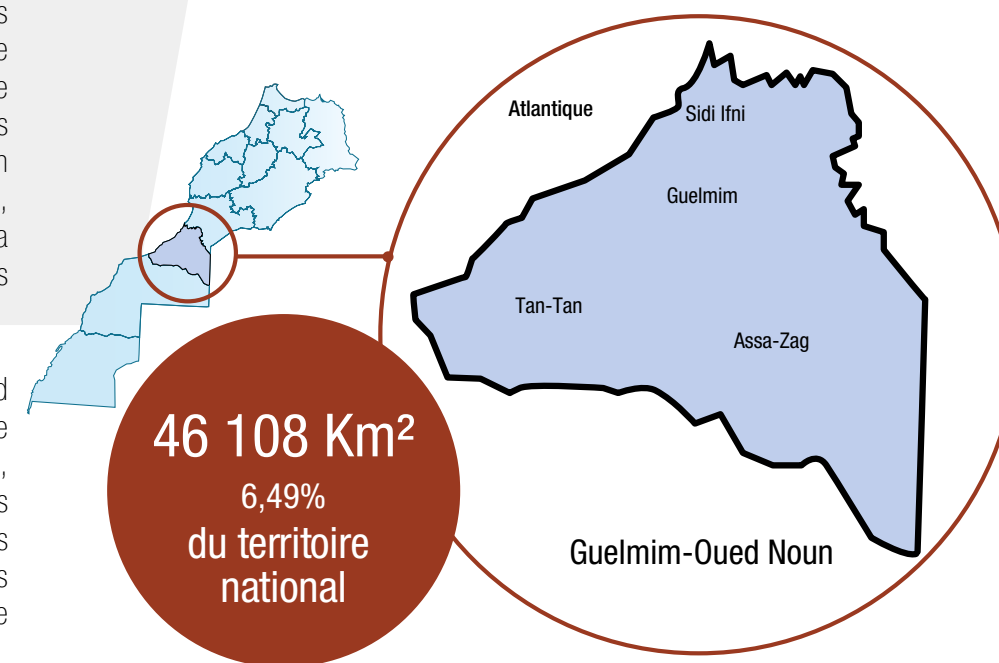 s
e
e
s
n
,
a
s
d
e
,
s
s
s
e
Atlantique
Sidi Ifni
Guelmim
Tan-Tan
Assa-Zag
Guelmim-Oued Noun
46 108 Km²
6,49%
du territoire
national